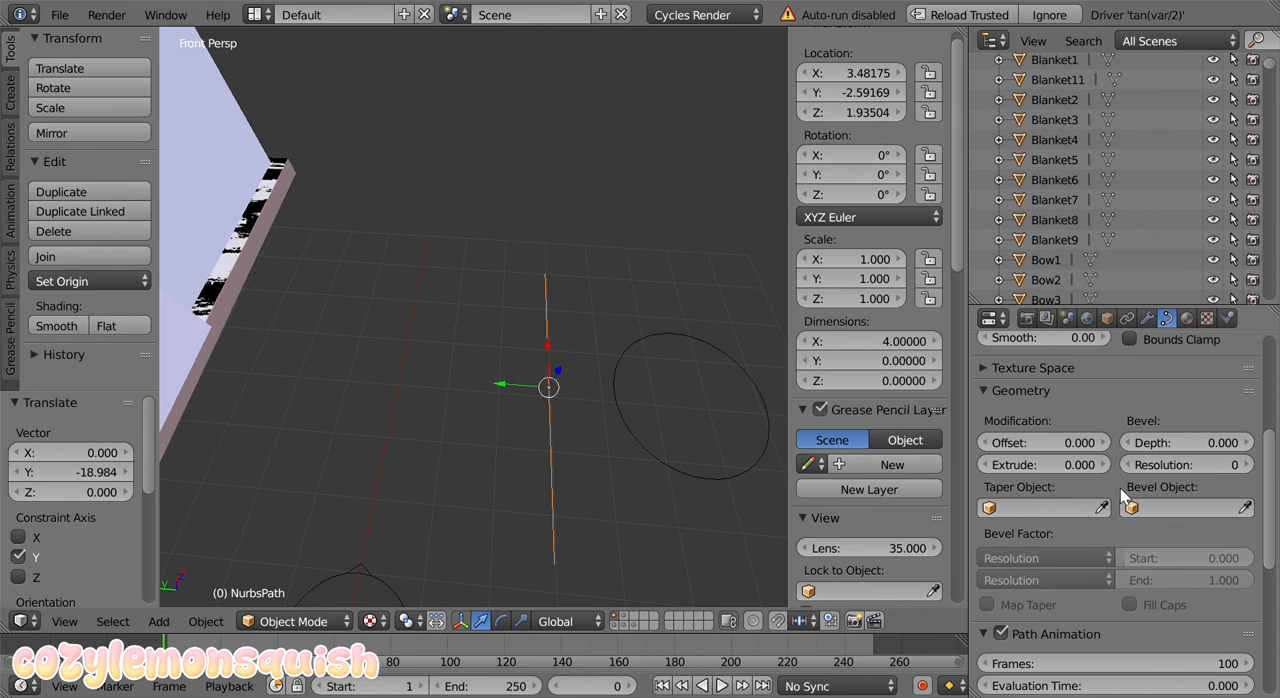 File Render Window Help Default Scene Cycles Render Auto-run disabled Reload Trusted Ignore Driver 'tan(var/2)'
Tools
Create
Relations
Animation
Physics
Grease Pencil
Transform
Translate
Rotate
Scale
Mirror
Edit
Duplicate
Duplicate Linked
Delete
Join
Set Origin
Shading:
Smooth Flat
History
Translate
Vector
X: 0.000
Y: -18.984
Z: 0.000
Constraint Axis
X
Y
Z
Orientation
Front Persp
y z
(0) NurbsPath
View Select Add Object Object Mode Global
Location:
X: 3.48175
Y: -2.59169
Z: 1.93504
Rotation:
X: 0°
Y: 0°
Z: 0°
XYZ Euler
Scale:
X: 1.000
Y: 1.000
Z: 1.000
Dimensions:
X: 4.00000
Y: 0.00000
Z: 0.00000
Grease Pencil Layer
Scene Object
New
New Layer
View
Lens: 35.000
Lock to Object:
View Search All Scenes
Blanket1
Blanket11
Blanket2
Blanket3
Blanket4
Blanket5
Blanket6
Blanket7
Blanket8
Blanket9
Bow1
Bow2
Bow3
Smooth: 0.00 Bounds Clamp
Texture Space
Geometry
Modification: Bevel:
Offset: 0.000 Depth: 0.000
Extrude: 0.000 Resolution: 0
Taper Object: Bevel Object:
Bevel Factor:
Resolution Start: 0.000
Resolution End: 1.000
Map Taper Fill Caps
Path Animation
Frames: 100
Evaluation Time: 0.000
80 100 120 140 160 180 200 220 240 260
cozylemonsquish
View Marker Frame Playback Start: 1 End: 250 0 No Sync